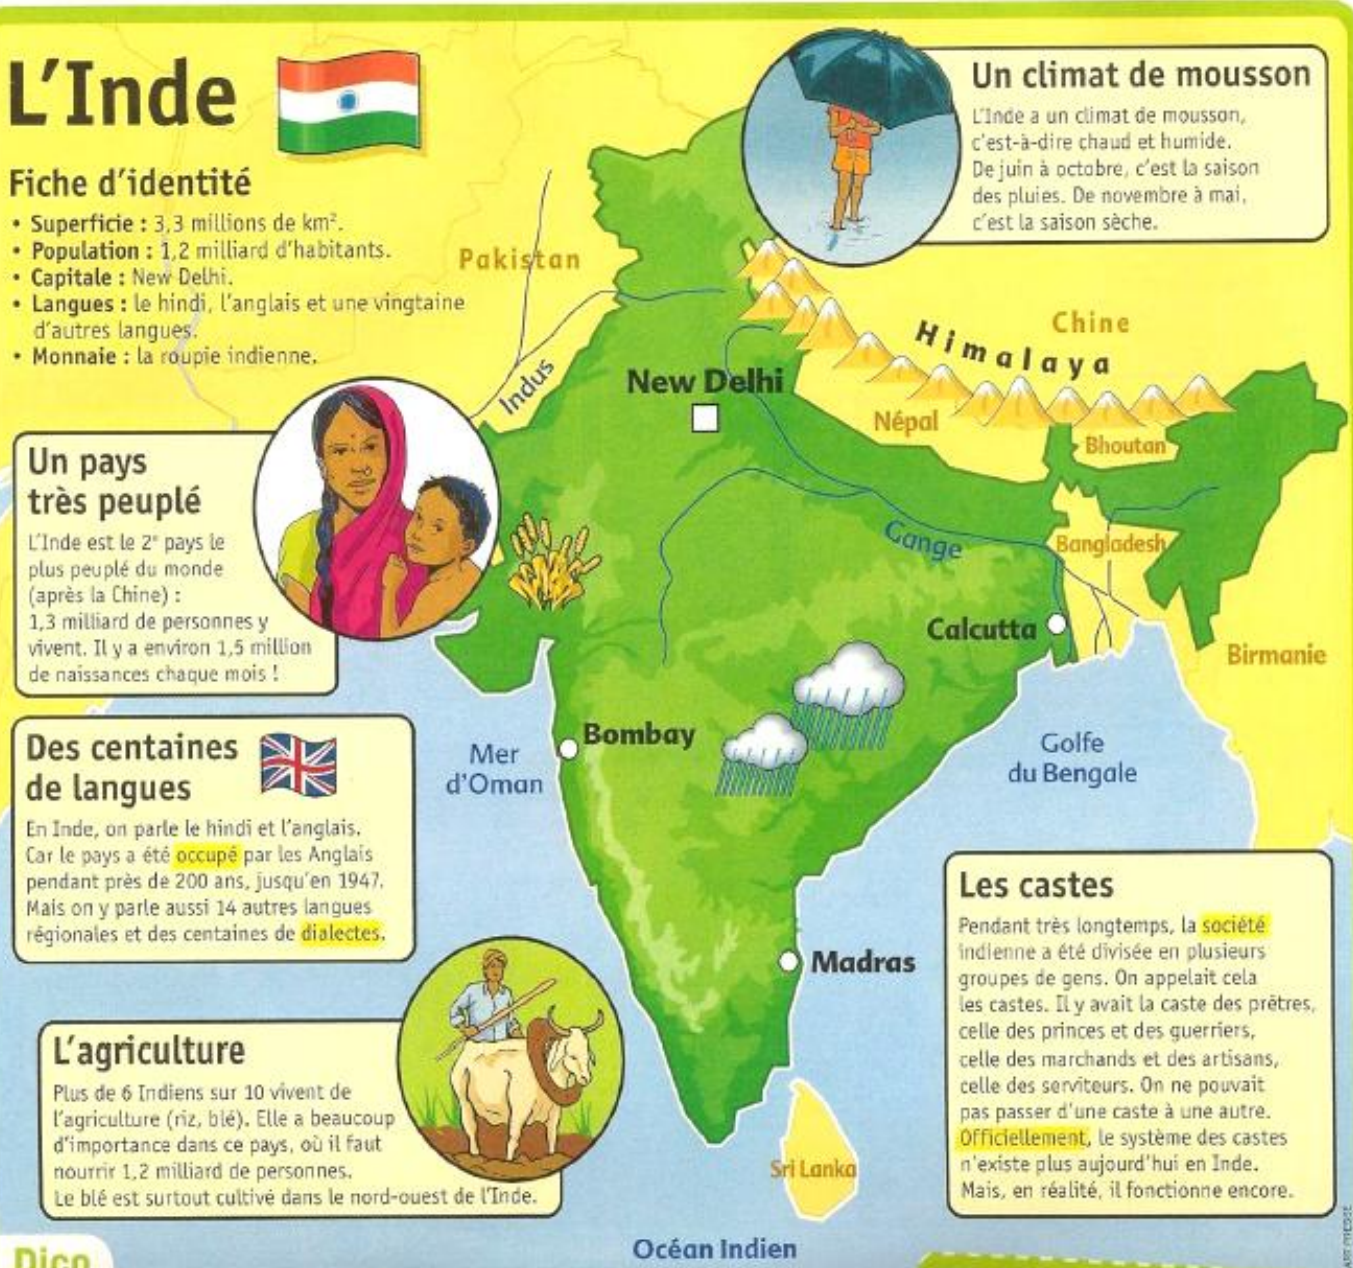 L'Inde
Fiche d'identité
• Superficie : 3,3 millions de km².
• Population : 1,2 milliard d'habitants.
• Capitale : New Delhi.
• Langues : le hindi, l'anglais et une vingtaine
d'autres langues.
• Monnaie : la roupie indienne.
Un climat de mousson
L'Inde a un climat de mousson,
c'est-à-dire chaud et humide.
De juin à octobre, c'est la saison
des pluies. De novembre à mai,
c'est la saison sèche.
Pakistan
Chine
Himalaya
Indus
New Delhi
Népal
Bhoutan
Un pays
très peuplé
L'Inde est le 2e pays le
plus peuplé du monde
(après la Chine) :
1,3 milliard de personnes y
vivent. Il y a environ 1,5 million
de naissances chaque mois !
Gange
Bangladesh
Calcutta
Birmanie
Des centaines
de langues
En Inde, on parle le hindi et l'anglais.
Car le pays a été occupé par les Anglais
pendant près de 200 ans, jusqu'en 1947.
Mais on y parle aussi 14 autres langues
régionales et des centaines de dialectes.
Mer
d'Oman
Bombay
Golfe
du Bengale
Madras
Les castes
Pendant très longtemps, la société
indienne a été divisée en plusieurs
groupes de gens. On appelait cela
les castes. Il y avait la caste des prêtres,
celle des princes et des guerriers,
celle des marchands et des artisans,
celle des serviteurs. On ne pouvait
pas passer d'une caste à une autre.
Officiellement, le système des castes
n'existe plus aujourd'hui en Inde.
Mais, en réalité, il fonctionne encore.
L'agriculture
Plus de 6 Indiens sur 10 vivent de
l'agriculture (riz, blé). Elle a beaucoup
d'importance dans ce pays, où il faut
nourrir 1,2 milliard de personnes.
Le blé est surtout cultivé dans le nord-ouest de l'Inde.
Sri Lanka
Océan Indien
Dico